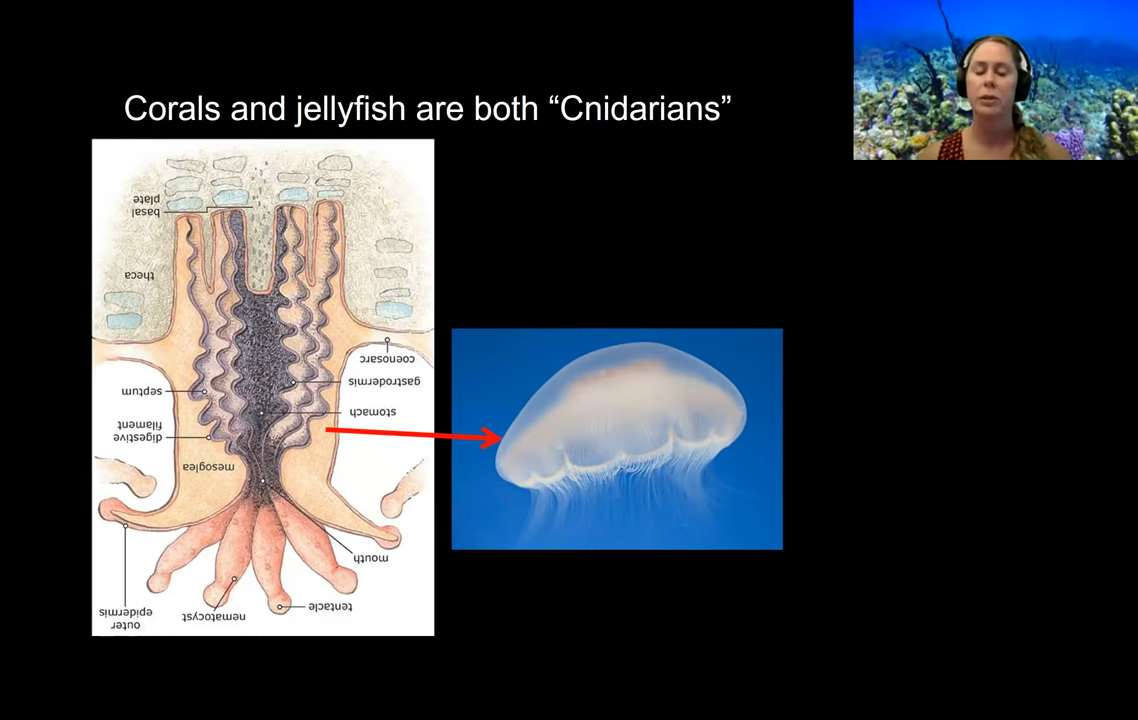 Corals and jellyfish are both “Cnidarians”
basal
plate
theca
coenosarc
gastrodermis
septum
stomach
digestive
filament
mesoglea
mouth
tentacle
nematocyst
outer
epidermis